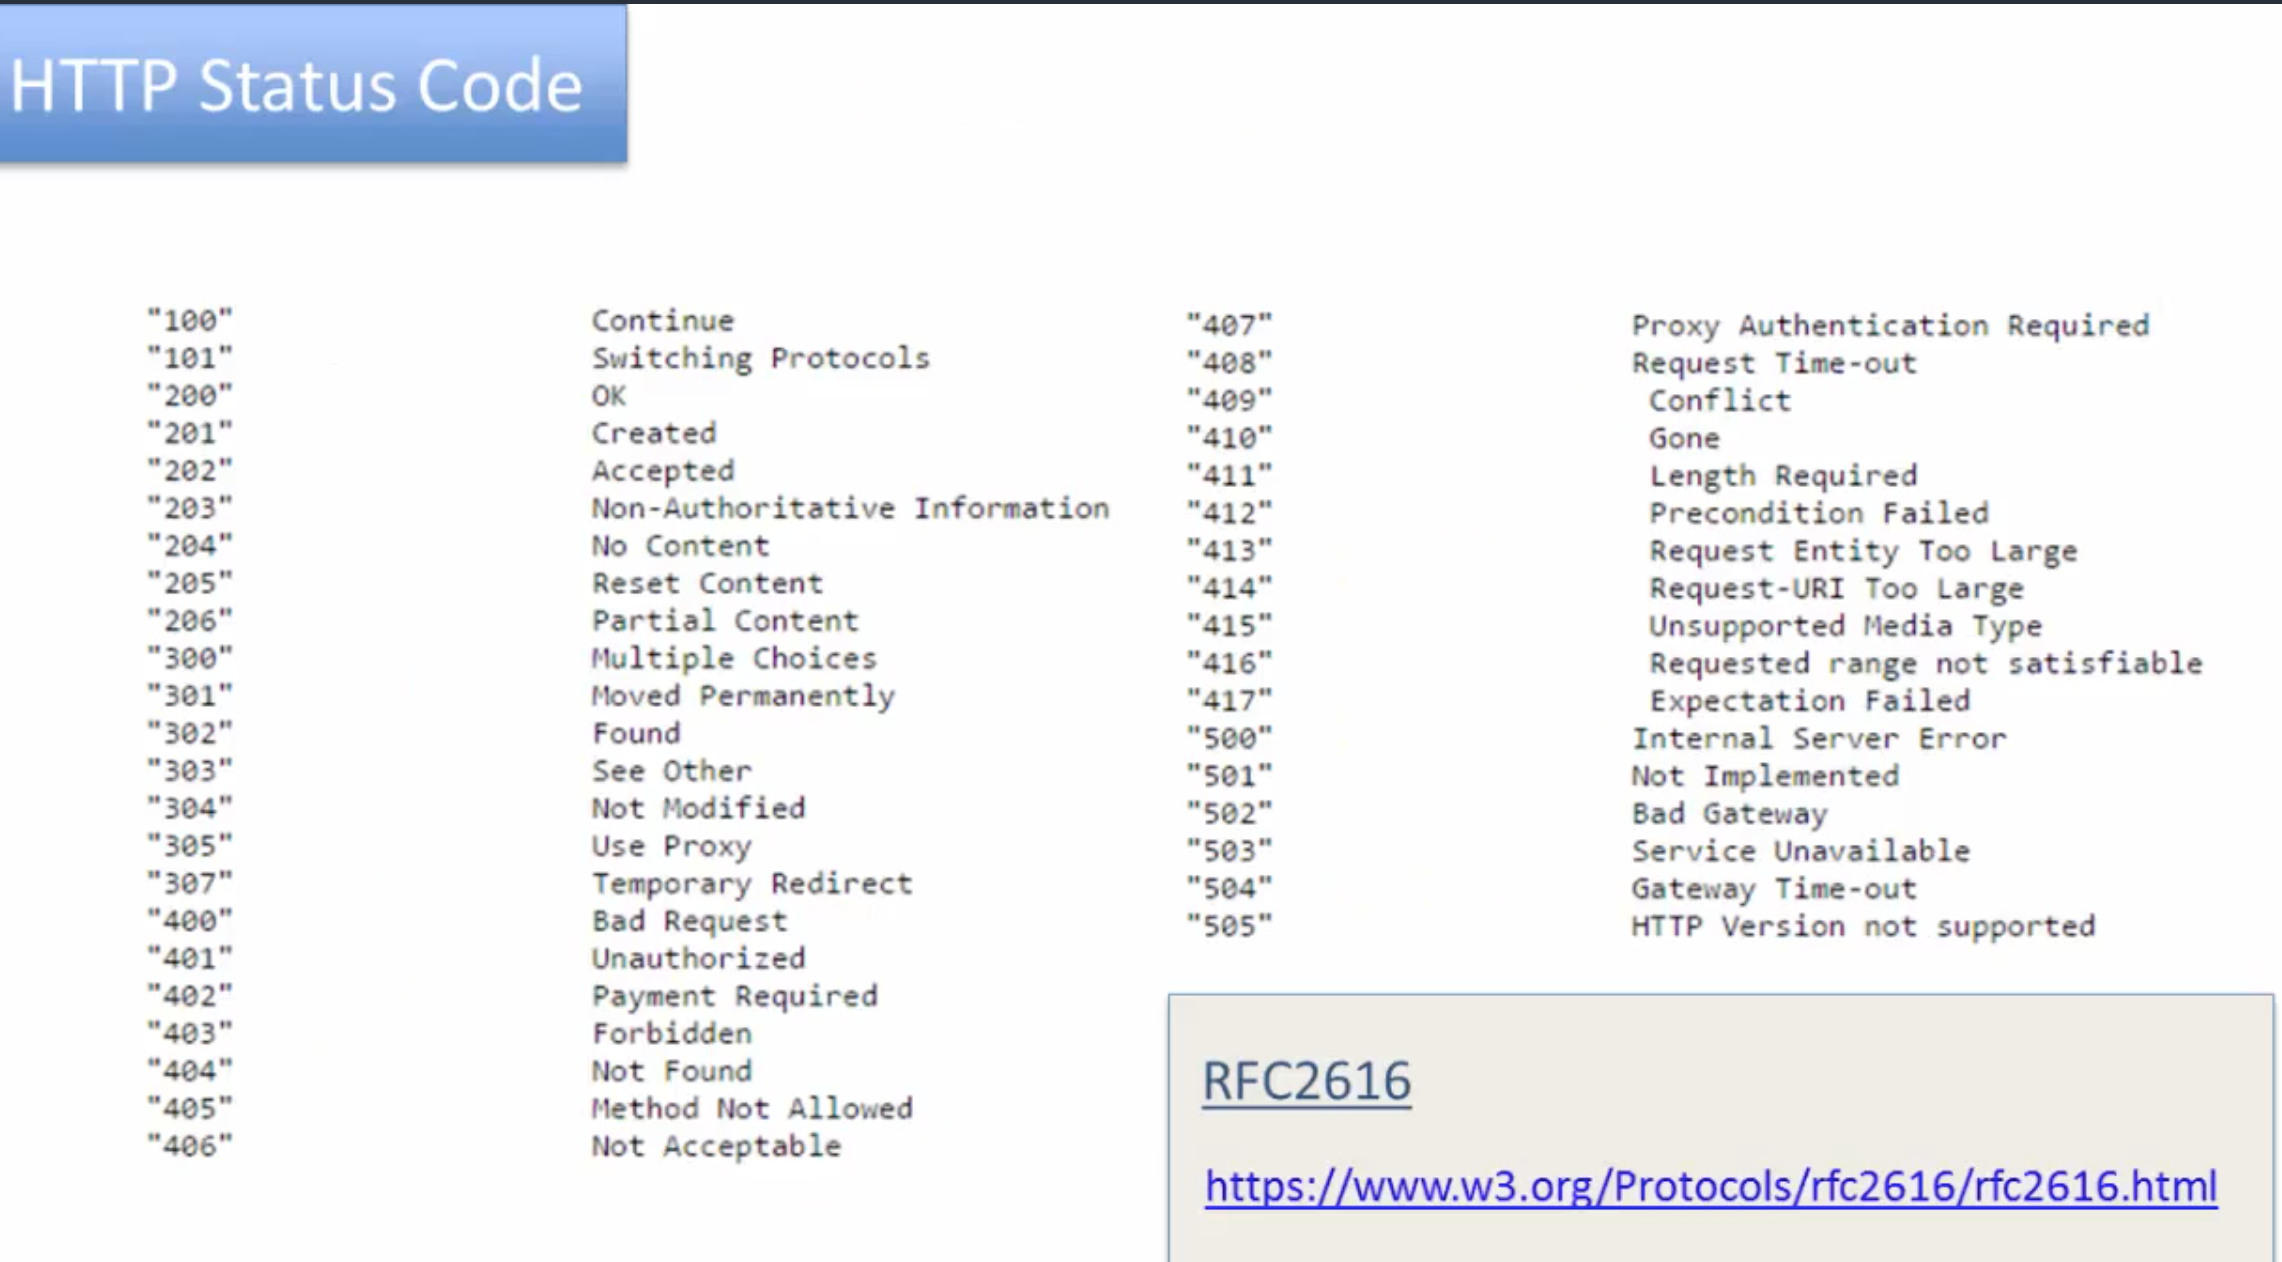 HTTP Status Code
"100" Continue
"101" Switching Protocols
"200" OK
"201" Created
"202" Accepted
"203" Non-Authoritative Information
"204" No Content
"205" Reset Content
"206" Partial Content
"300" Multiple Choices
"301" Moved Permanently
"302" Found
"303" See Other
"304" Not Modified
"305" Use Proxy
"307" Temporary Redirect
"400" Bad Request
"401" Unauthorized
"402" Payment Required
"403" Forbidden
"404" Not Found
"405" Method Not Allowed
"406" Not Acceptable
"407" Proxy Authentication Required
"408" Request Time-out
"409" Conflict
"410" Gone
"411" Length Required
"412" Precondition Failed
"413" Request Entity Too Large
"414" Request-URI Too Large
"415" Unsupported Media Type
"416" Requested range not satisfiable
"417" Expectation Failed
"500" Internal Server Error
"501" Not Implemented
"502" Bad Gateway
"503" Service Unavailable
"504" Gateway Time-out
"505" HTTP Version not supported
RFC2616
https://www.w3.org/Protocols/rfc2616/rfc2616.html